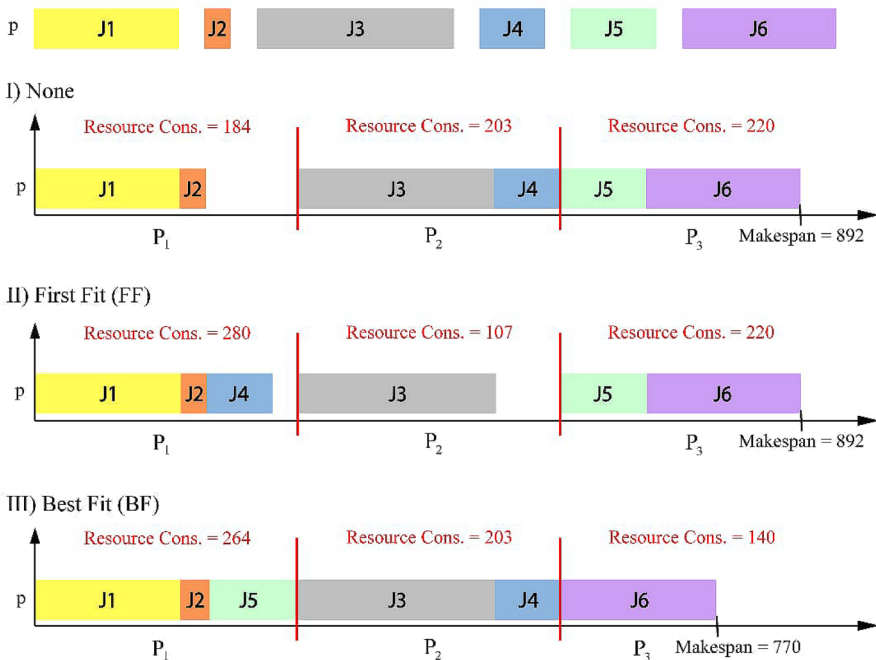 p J1 J2 J3 J4 J5 J6
I) None
Resource Cons. = 184 Resource Cons. = 203 Resource Cons. = 220
p J1 J2 J3 J4 J5 J6
P1 P2 P3 Makespan = 892
II) First Fit (FF)
Resource Cons. = 280 Resource Cons. = 107 Resource Cons. = 220
p J1 J2 J4 J3 J5 J6
P1 P2 P3 Makespan = 892
III) Best Fit (BF)
Resource Cons. = 264 Resource Cons. = 203 Resource Cons. = 140
p J1 J2 J5 J3 J4 J6
P1 P2 P3 Makespan = 770